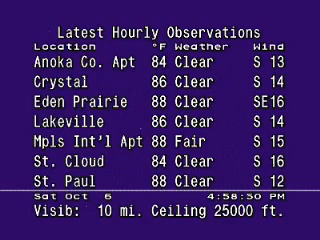 Latest Hourly Observations
Location °F Weather Wind
Anoka Co. Apt 84 Clear S 13
Crystal 86 Clear S 14
Eden Prairie 88 Clear SE16
Lakeville 86 Clear S 14
Mpls Int'l Apt 88 Fair S 15
St. Cloud 84 Clear S 16
St. Paul 88 Clear S 12
Sat Oct 6 4:58:50 PM
Visib: 10 mi. Ceiling 25000 ft.